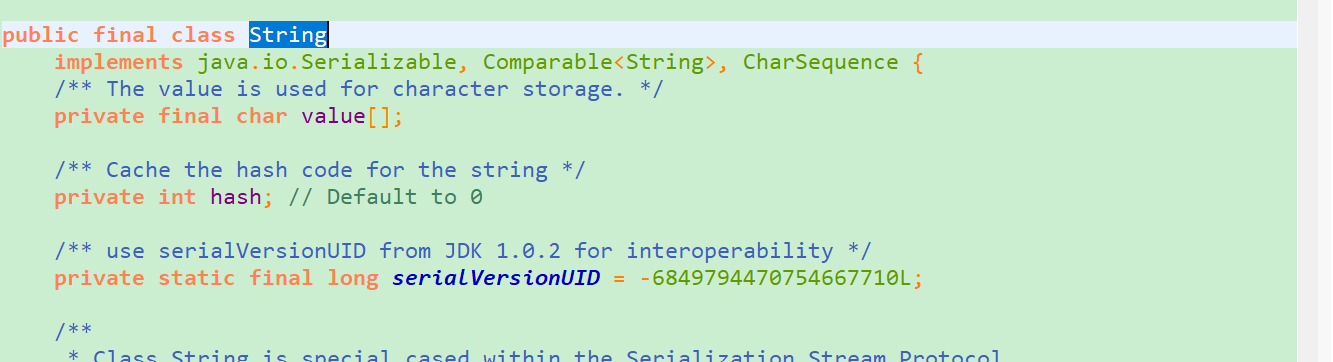 public final class String
implements java.io.Serializable, Comparable<String>, CharSequence {
/** The value is used for character storage. */
private final char value[];
/** Cache the hash code for the string */
private int hash; // Default to 0
/** use serialVersionUID from JDK 1.0.2 for interoperability */
private static final long serialVersionUID = -6849794470754667710L;
/**
* Class String is special cased within the Serialization Stream Protocol